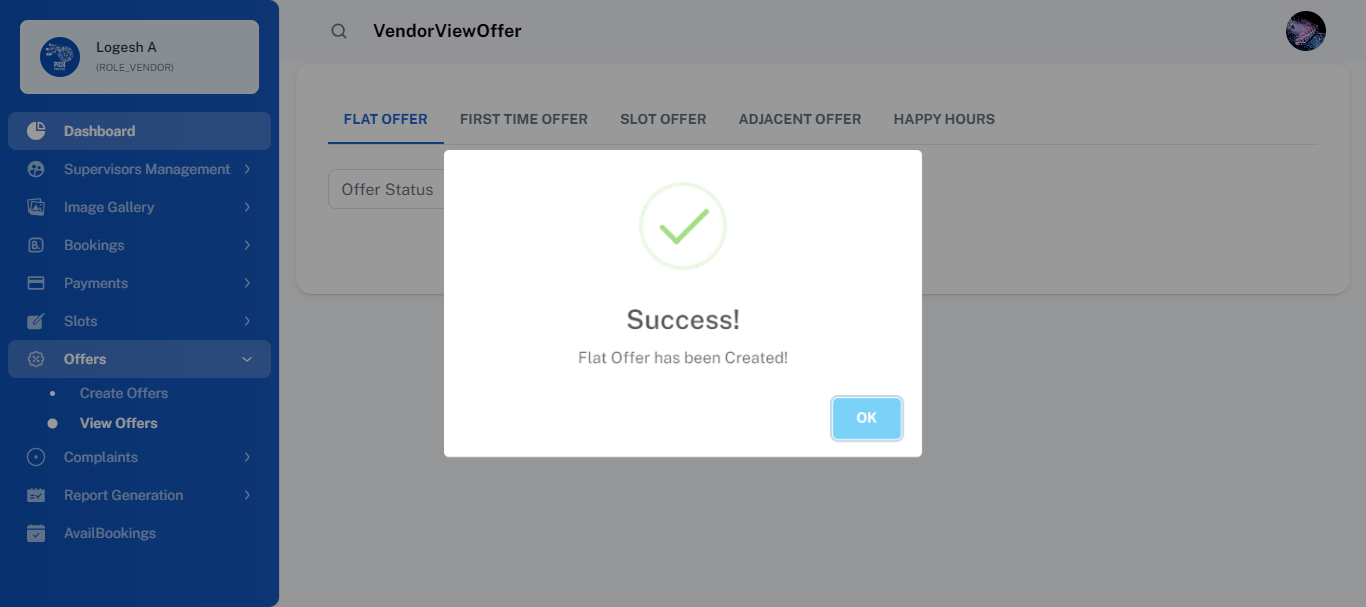 Logesh A
(ROLE_VENDOR)
Dashboard
Supervisors Management
Image Gallery
Bookings
Payments
Slots
Offers
Create Offers
View Offers
Complaints
Report Generation
AvailBookings
VendorViewOffer
FLAT OFFER FIRST TIME OFFER SLOT OFFER ADJACENT OFFER HAPPY HOURS
Offer Status
Success!
Flat Offer has been Created!
OK